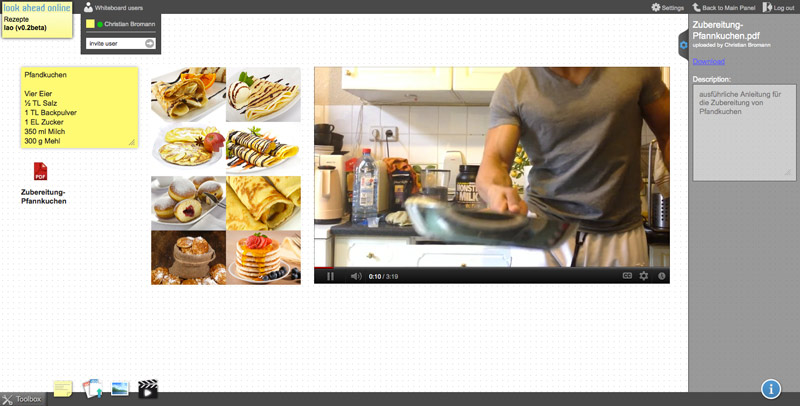 look ahead online
Rezepte
lao (v0.2beta)
Whiteboard users
Christian Bromann
invite user
Settings
Back to Main Panel
Log out
Pfandkuchen
Vier Eier
½ TL Salz
1 TL Backpulver
1 EL Zucker
350 ml Milch
300 g Mehl
PDF
Zubereitung-
Pfannkuchen
MONSTER
MILK
0:10 / 3:19
CC
Zubereitung-
Pfannkuchen.pdf
uploaded by Christian Bromann
Download
Description:
ausführliche Anleitung für
die Zubereitung von
Pfandkuchen
Toolbox
i